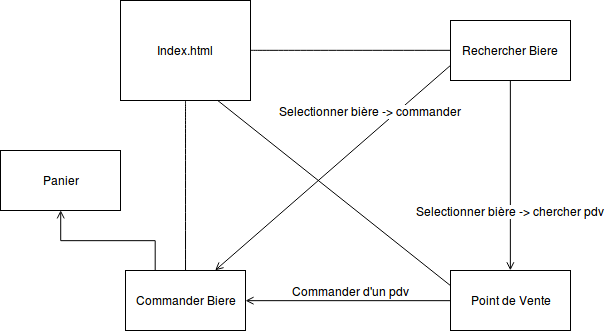 Index.html
Rechercher Biere
Selectionner bière -> commander
Panier
Selectionner bière -> chercher pdv
Commander d'un pdv
Commander Biere
Point de Vente